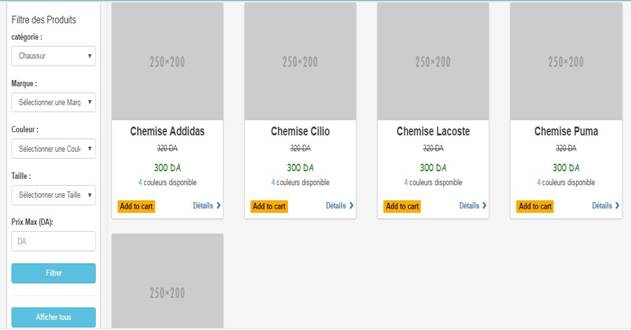 Filtre des Produits
catégorie :
Chaussur
Marque :
Sélectionner une Marq
Couleur :
Sélectionner une Coul
Taille :
Sélectionner une Taille
Prix Max (DA):
DA
Filtrer
Afficher tous
250×200
Chemise Addidas
320 DA
300 DA
4 couleurs disponible
Add to cart
Détails ❯
250×200
Chemise Cilio
320 DA
300 DA
4 couleurs disponible
Add to cart
Détails ❯
250×200
Chemise Lacoste
320 DA
300 DA
4 couleurs disponible
Add to cart
Détails ❯
250×200
Chemise Puma
320 DA
300 DA
4 couleurs disponible
Add to cart
Détails ❯
250×200